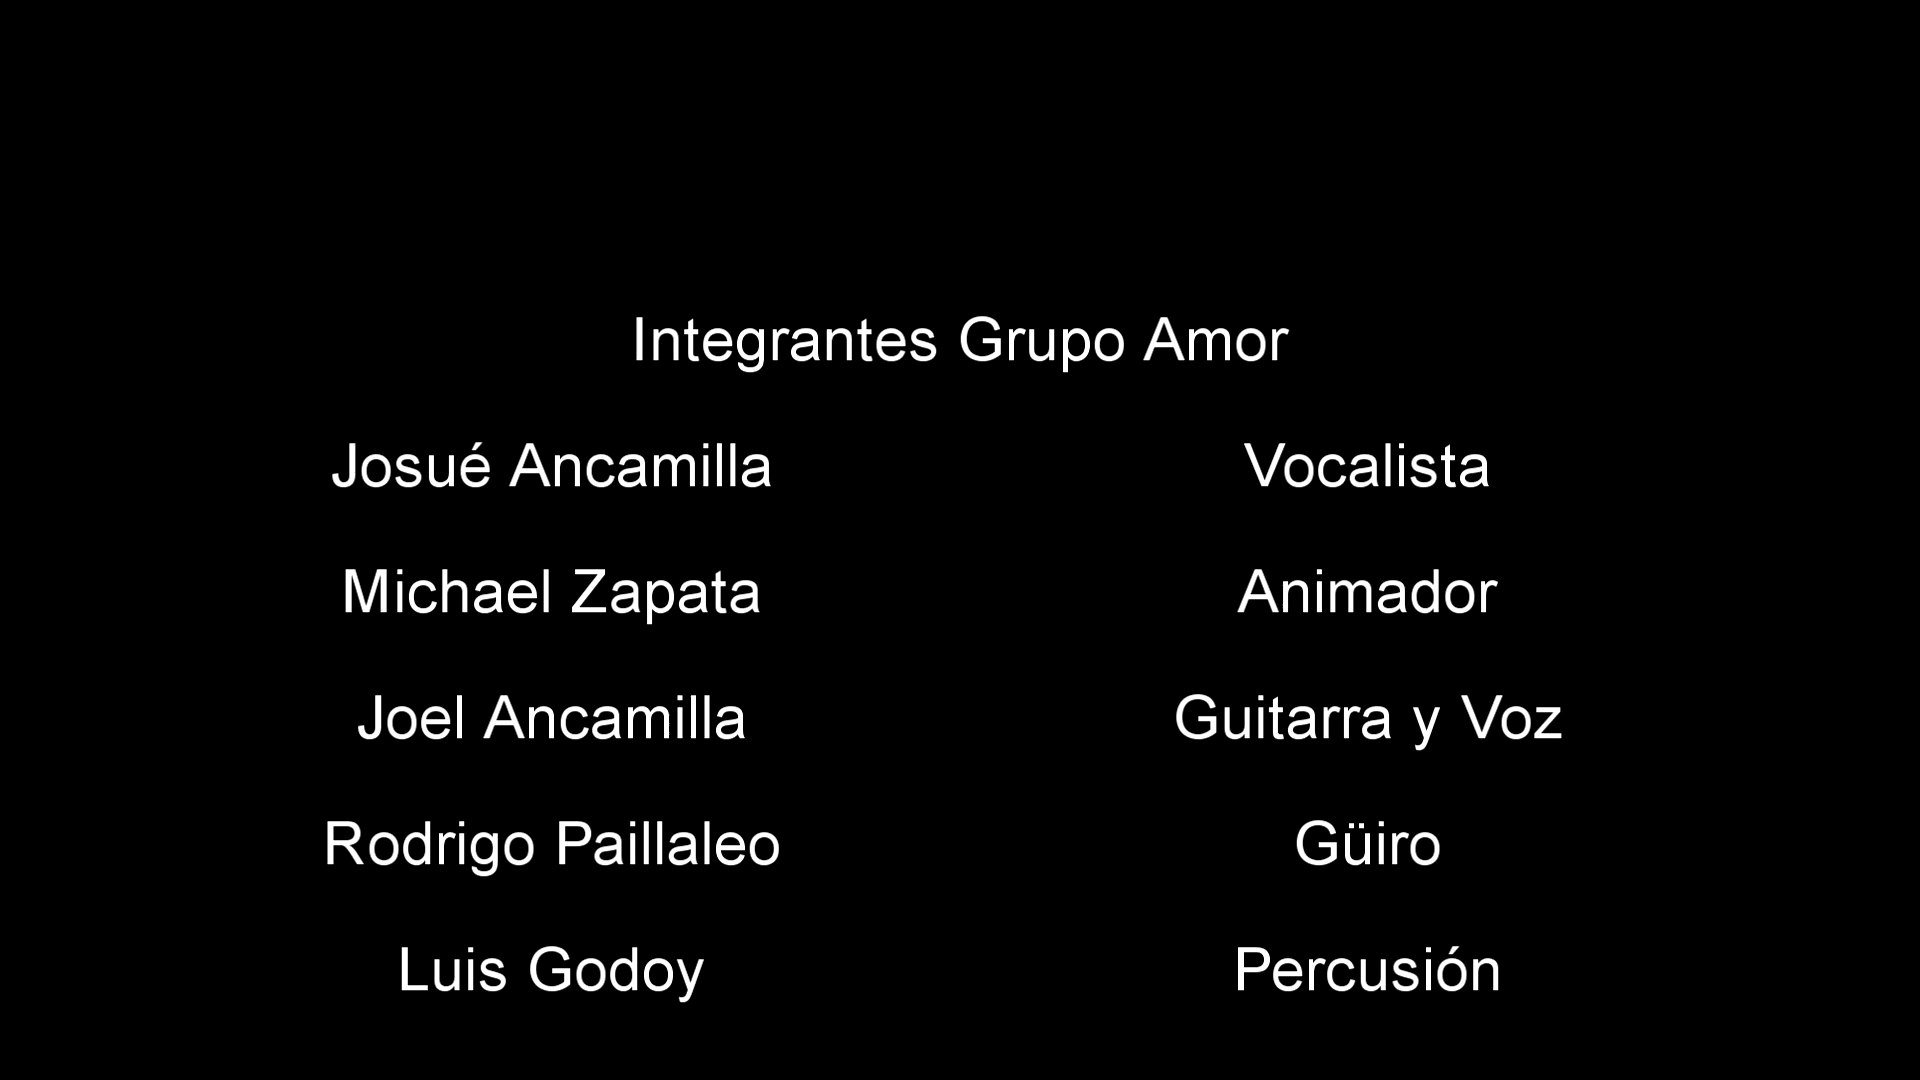 Integrantes Grupo Amor
Josué Ancamilla Vocalista
Michael Zapata Animador
Joel Ancamilla Guitarra y Voz
Rodrigo Paillaleo Güiro
Luis Godoy Percusión